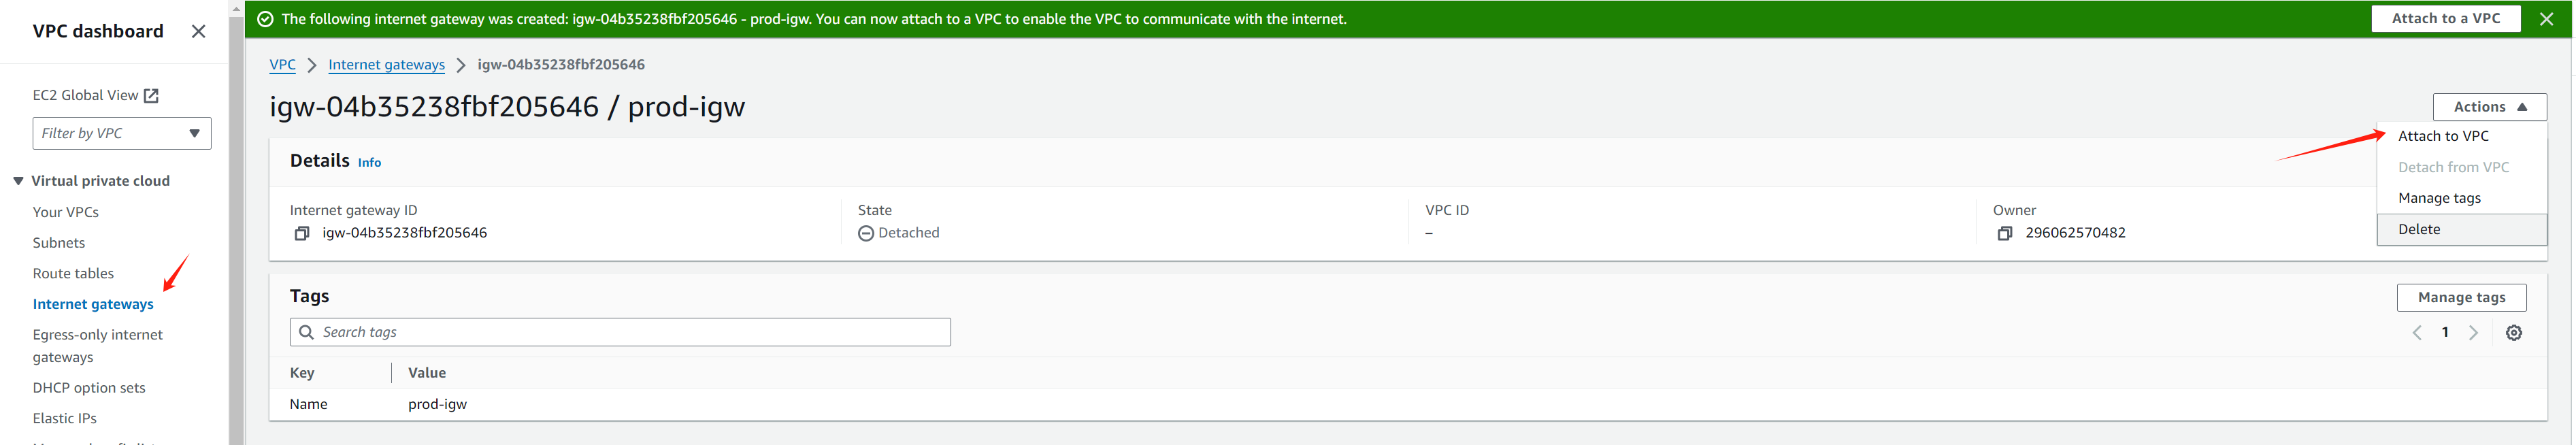 VPC dashboard
EC2 Global View
Filter by VPC
Virtual private cloud
Your VPCs
Subnets
Route tables
Internet gateways
Egress-only internet
gateways
DHCP option sets
Elastic IPs
The following internet gateway was created: igw-04b35238fbf205646 - prod-igw. You can now attach to a VPC to enable the VPC to communicate with the internet.
Attach to a VPC
VPC > Internet gateways > igw-04b35238fbf205646
igw-04b35238fbf205646 / prod-igw
Actions
Attach to VPC
Detach from VPC
Manage tags
Delete
Details Info
Internet gateway ID
igw-04b35238fbf205646
State
Detached
VPC ID
–
Owner
296062570482
Tags
Manage tags
Search tags
1
Key Value
Name prod-igw